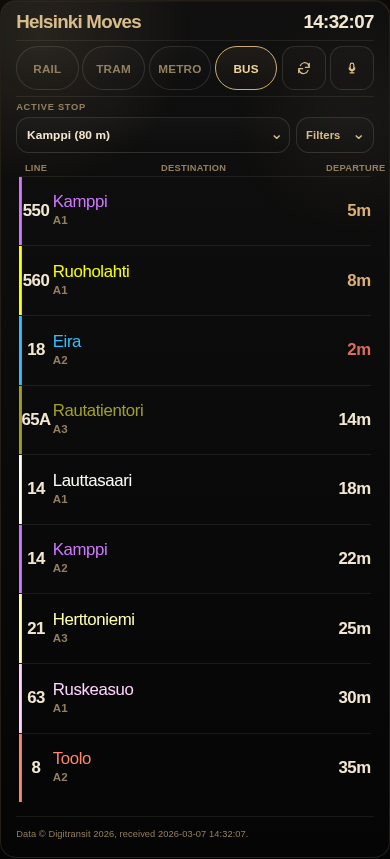 Helsinki Moves 14:32:07
RAIL TRAM METRO BUS
ACTIVE STOP
Kamppi (80 m) Filters
LINE DESTINATION DEPARTURE
550 Kamppi 5m
A1
560 Ruoholahti 8m
A1
18 Eira 2m
A2
65A Rautatientori 14m
A3
14 Lauttasaari 18m
A1
14 Kamppi 22m
A2
21 Herttoniemi 25m
A3
63 Ruskeasuo 30m
A1
8 Toolo 35m
A2
Data © Digitransit 2026, received 2026-03-07 14:32:07.